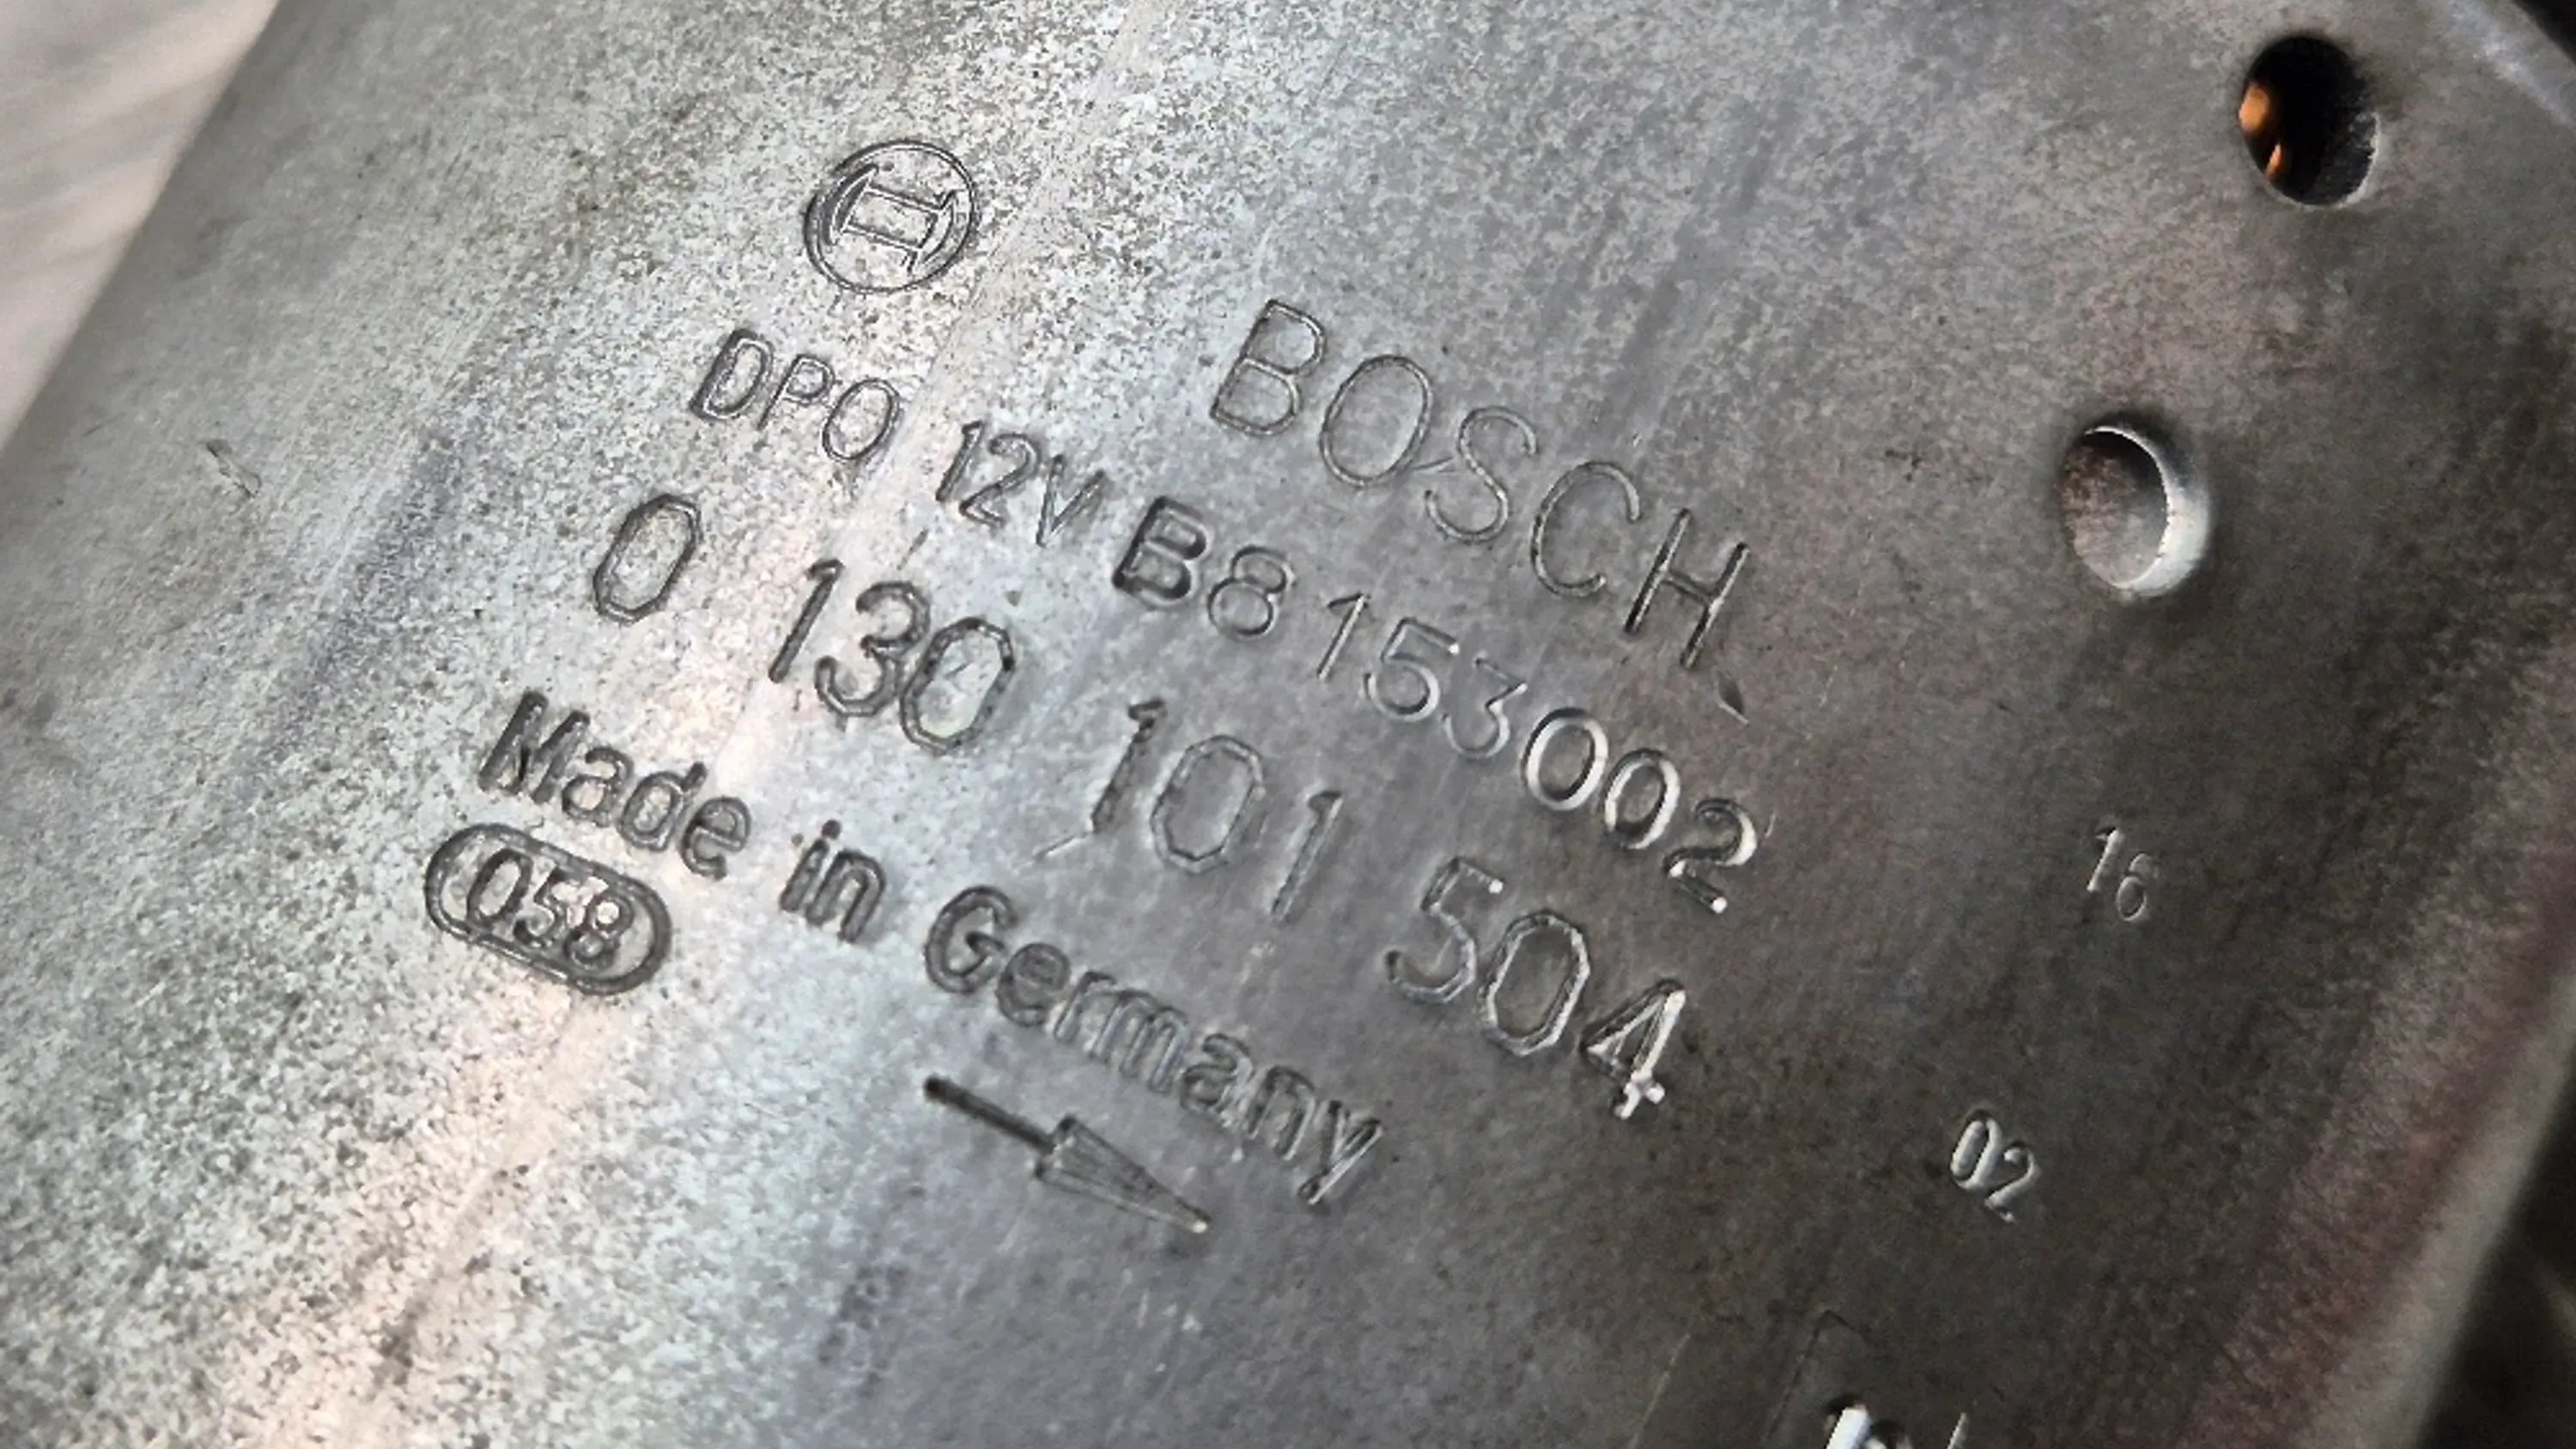 BOSCH
DPO 12V B8 153002
0 130 101 504
Made in Germany
058
16
02